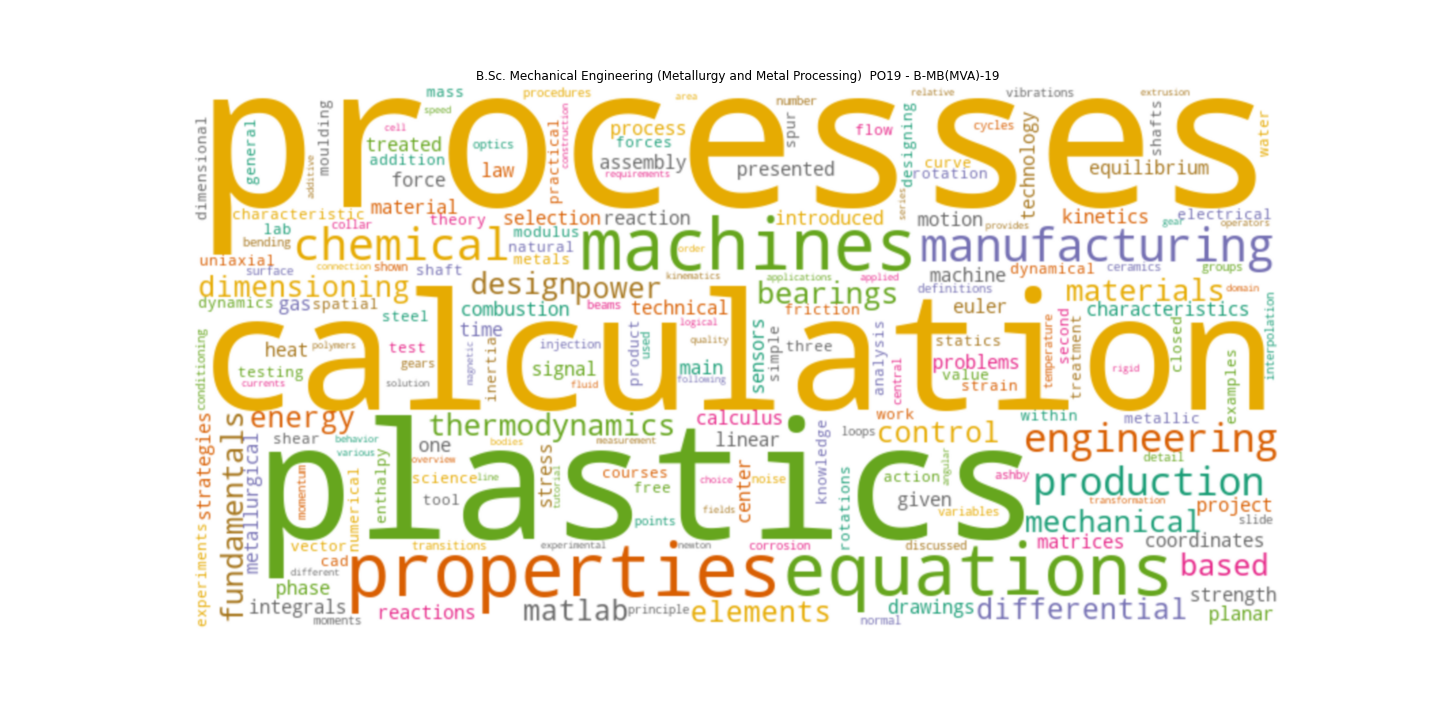 B.Sc. Mechanical Engineering (Metallurgy and Metal Processing)  PO19 - B-MB(MVA)-19
processes
mass
procedures
area
number
relative
vibrations
extrusion
speed
cell
dimensional
general
moulding
additive
treated
addition
force
optics
law
practical
construction
process
forces
assembly
requirements
spur
presented
flow
designing
curve
rotation
cycles
technology
shafts
equilibrium
water
characteristic
material
theory
collar
lab
bending
chemical
selection
reaction
modulus
natural
metals
machines
order
introduced
series
motion
provides
kinetics
electrical
gear
operators
manufacturing
uniaxial
surface
connection
shown
shaft
dimensioning
design
power
kinematics
applications
applied
bearings
machine
definitions
dynamical
ceramics
groups
materials
domain
dynamics
gas
spatial
steel
combustion
beams
technical
logical
friction
euler
characteristics
calculation
conditioning
heat
polymers
testing
currents
test
gears
solution
time
magnetic
inertia
injection
signal
fluid
product
used
quality
main
following
sensors
simple
three
analysis
central
statics
problems
value
strain
temperature
second
treatment
rigid
closed
examples
interpolation
energy
thermodynamics
calculus
work
within
metallic
strategies
fundamentals
metallurgical
shear
behavior
various
one
overview
bodies
measurement
linear
knowledge
loops
control
engineering
detail
plastics
experiments
momentum
numerical
enthalpy
science
line
tool
stress
tutorial
courses
free
points
fields
choice
center
noise
rotations
action
angular
given
variables
ashby
production
transformation
project
mechanical
slide
vector
cad
different
phase
transitions
experimental
newton
corrosion
discussed
matrices
coordinates
based
properties
equations
integrals
moments
reactions
matlab
principle
elements
normal
drawings
differential
strength
planar